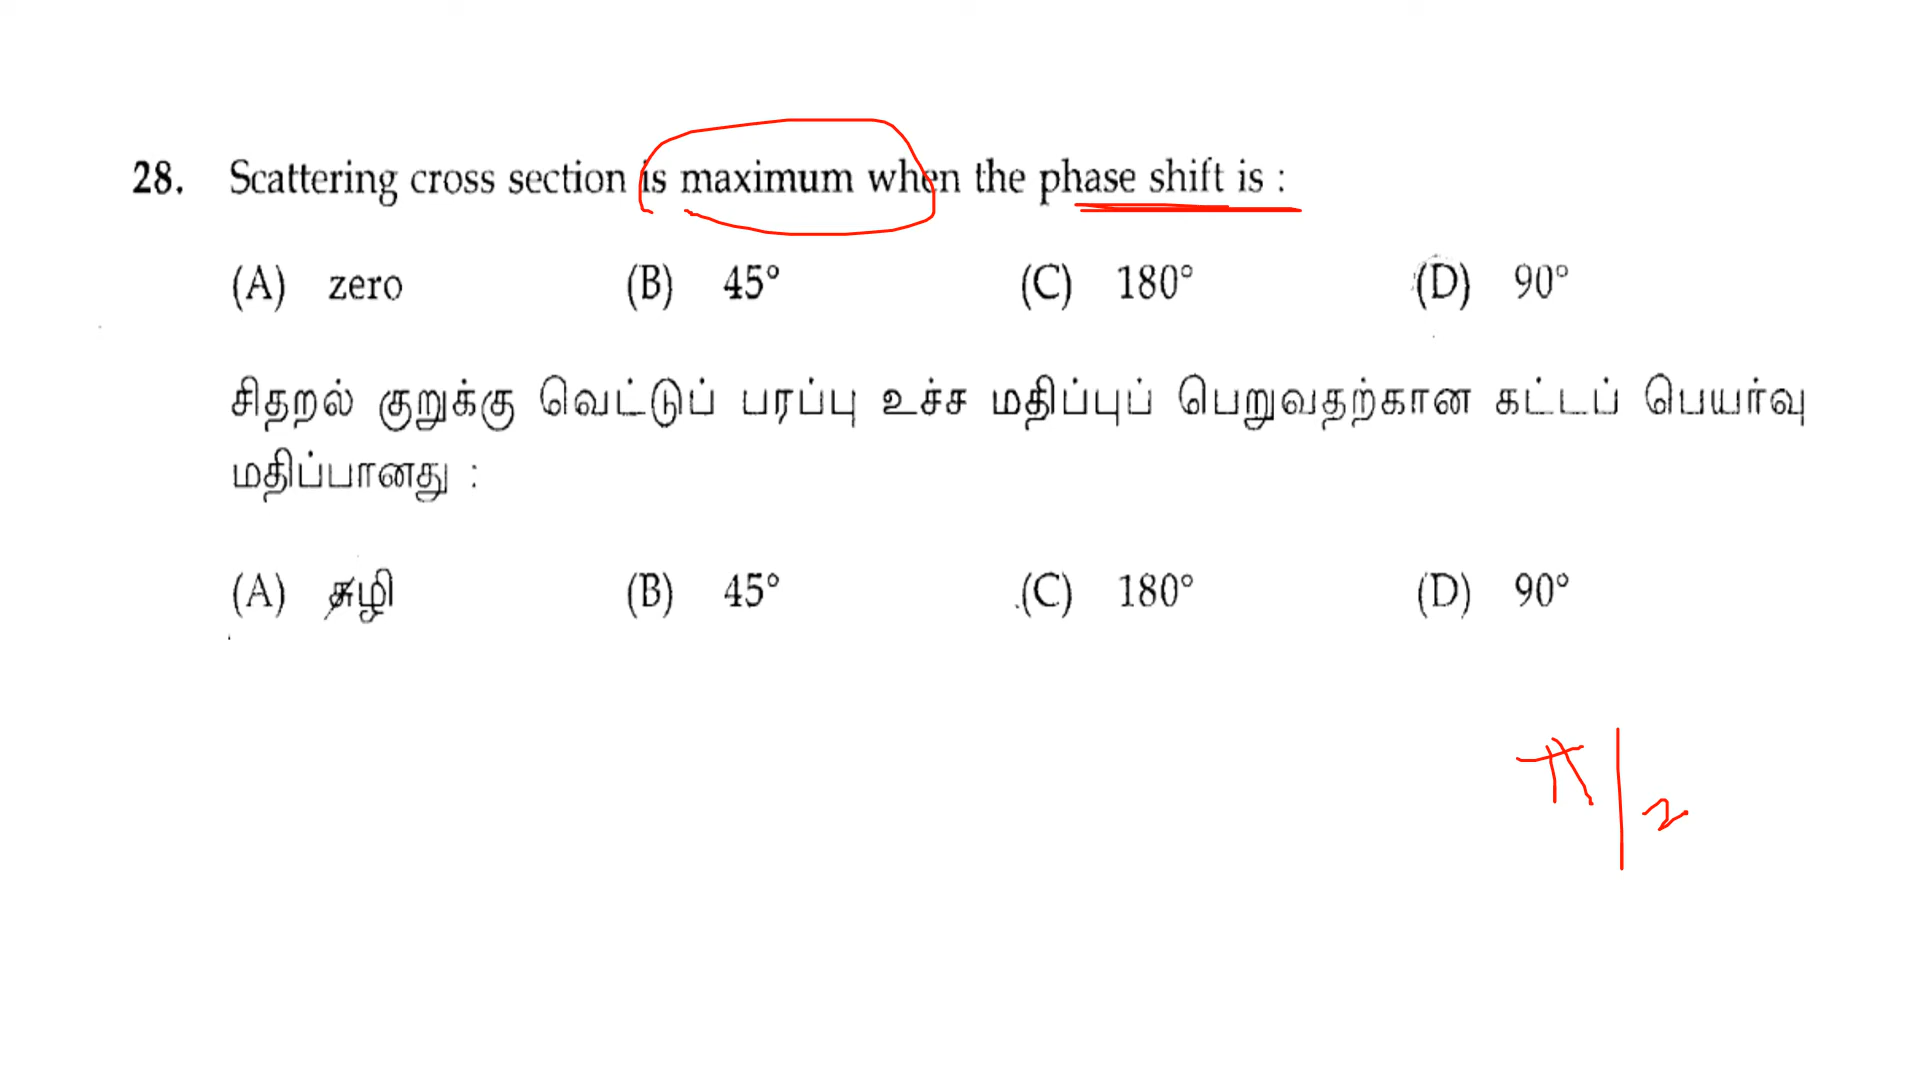 28. Scattering cross section is maximum when the phase shift is :
(A) zero (B) 45° (C) 180° (D) 90°
சிதறல் குறுக்கு வெட்டுப் பரப்பு உச்ச மதிப்புப் பெறுவதற்கான கட்டப் பெயர்வு
மதிப்பானது :
(A) சுழி (B) 45° (C) 180° (D) 90°
π/2